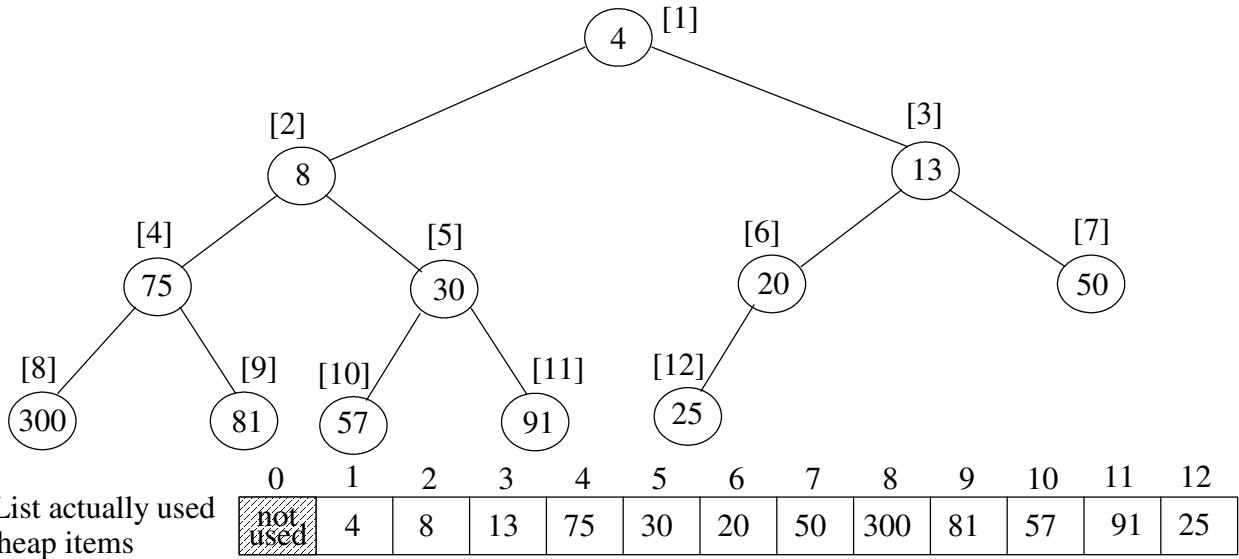 4 [1]
[2] [3]
8 13
[4] [5] [6] [7]
75 30 20 50
[8] [9] [10] [11] [12]
300 81 57 91 25
0 1 2 3 4 5 6 7 8 9 10 11 12
List actually used
heap items
not used 4 8 13 75 30 20 50 300 81 57 91 25